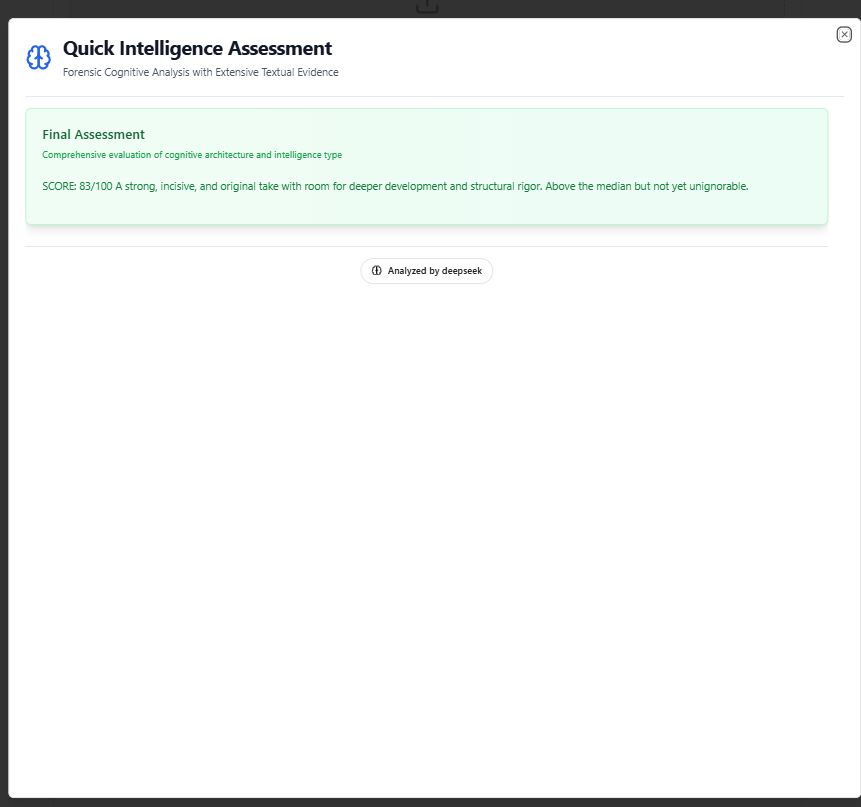 Quick Intelligence Assessment
Forensic Cognitive Analysis with Extensive Textual Evidence
Final Assessment
Comprehensive evaluation of cognitive architecture and intelligence type
SCORE: 83/100 A strong, incisive, and original take with room for deeper development and structural rigor. Above the median but not yet unignorable.
Analyzed by deepseek